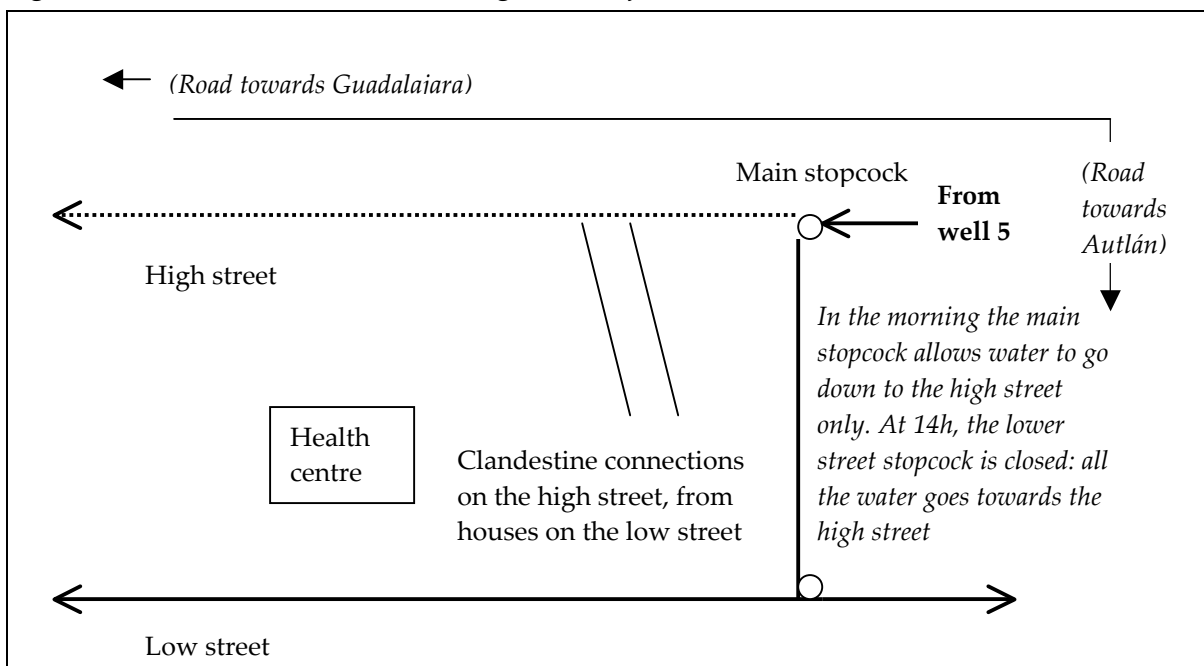 (Road towards Guadalajara)
Main stopcock
From
well 5
(Road
towards
Autlán)
High street
In the morning the main
stopcock allows water to go
down to the high street
only. At 14h, the lower
street stopcock is closed: all
the water goes towards the
high street
Health
centre
Clandestine connections
on the high street, from
houses on the low street
Low street